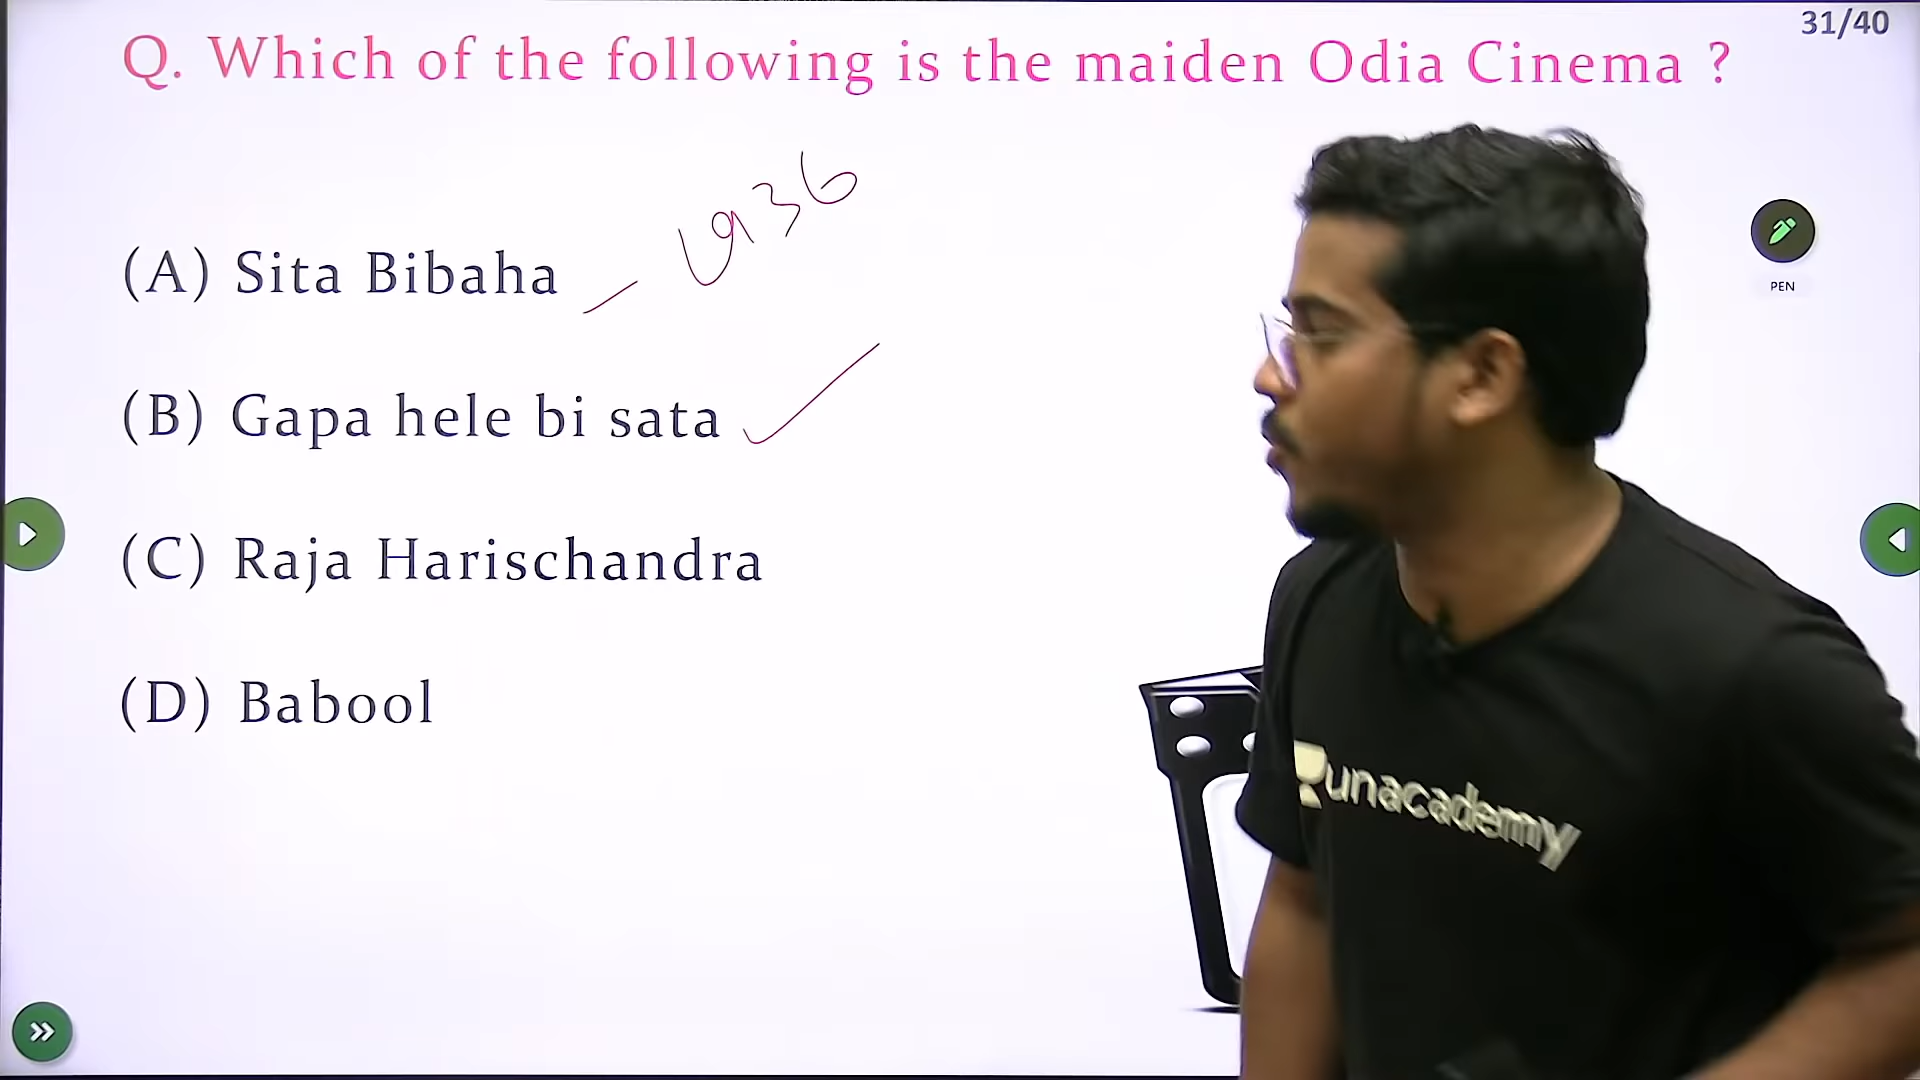 31/40
Q. Which of the following is the maiden Odia Cinema ?
(A) Sita Bibaha – 1936
(B) Gapa hele bi sata
(C) Raja Harischandra
(D) Babool
PEN
unacademy